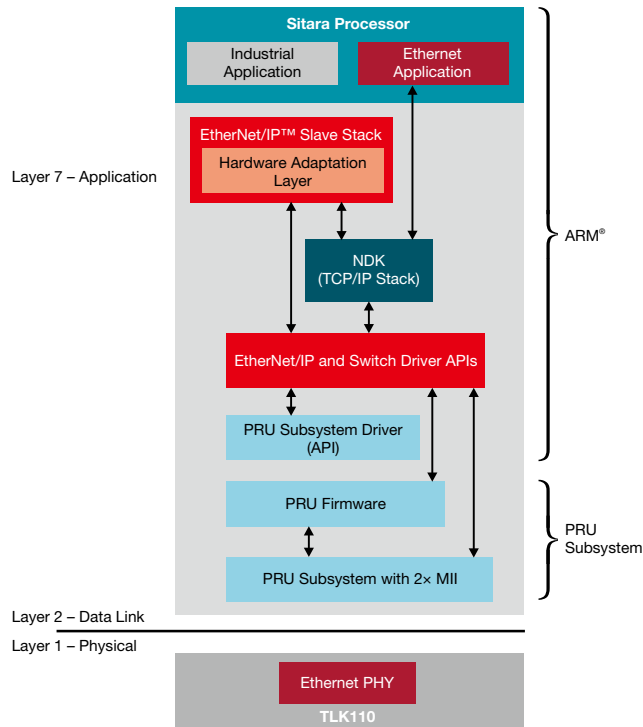 Sitara Processor
Industrial
Application
Ethernet
Application
EtherNet/IP™ Slave Stack
Hardware Adaptation
Layer
Layer 7 – Application
ARM®
NDK
(TCP/IP Stack)
EtherNet/IP and Switch Driver APIs
PRU Subsystem Driver
(API)
PRU Firmware
PRU
Subsystem
PRU Subsystem with 2× MII
Layer 2 – Data Link
Layer 1 – Physical
Ethernet PHY
TLK110